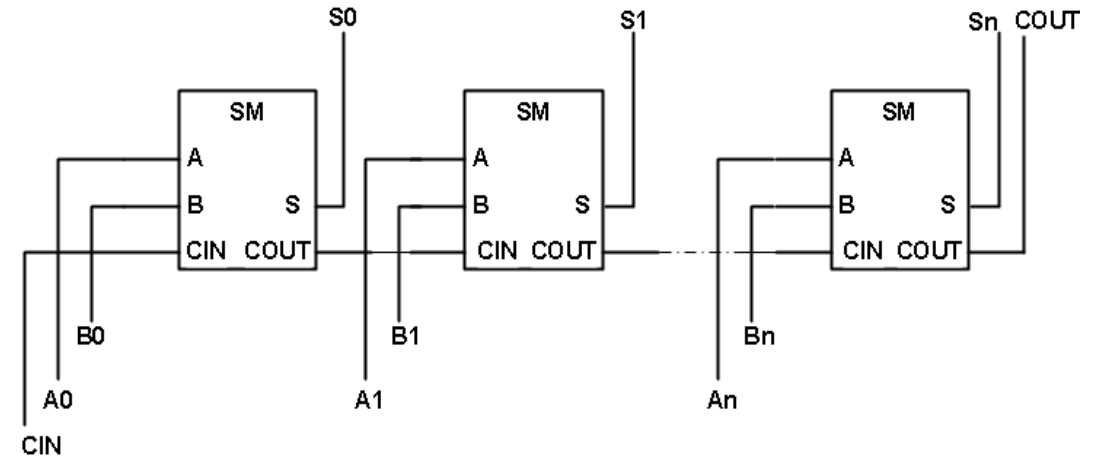 S0 S1 Sn COUT
SM SM SM
A A A
B S B S B S
CIN COUT CIN COUT CIN COUT
B0 B1 Bn
A0 A1 An
CIN